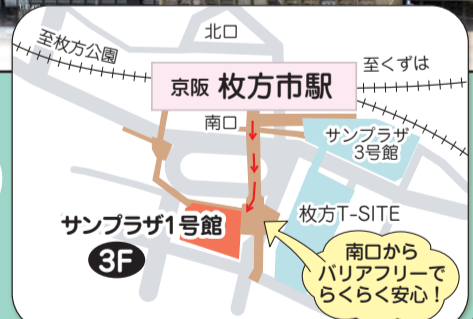 北口
至枚方公園
至くずは
京阪 枚方市駅
南口
サンプラザ
3号館
枚方T-SITE
サンプラザ1号館
3F
南口から
バリアフリーで
らくらく安心！